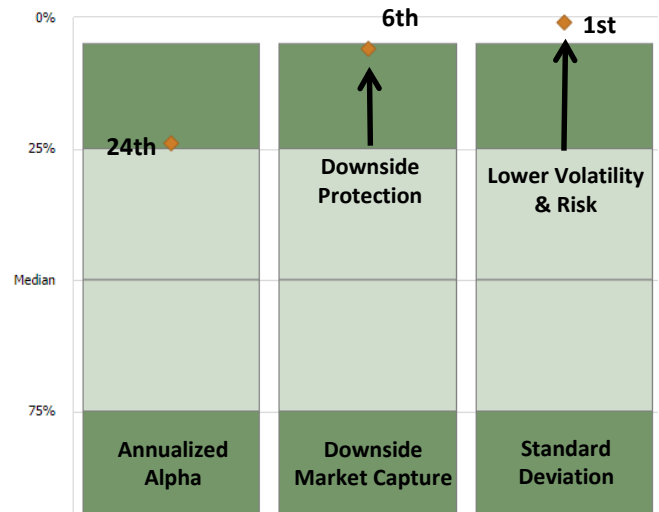 0%
6th
1st
24th
25%
Downside
Protection
Lower Volatility
& Risk
Median
75%
Annualized
Alpha
Downside
Market Capture
Standard
Deviation